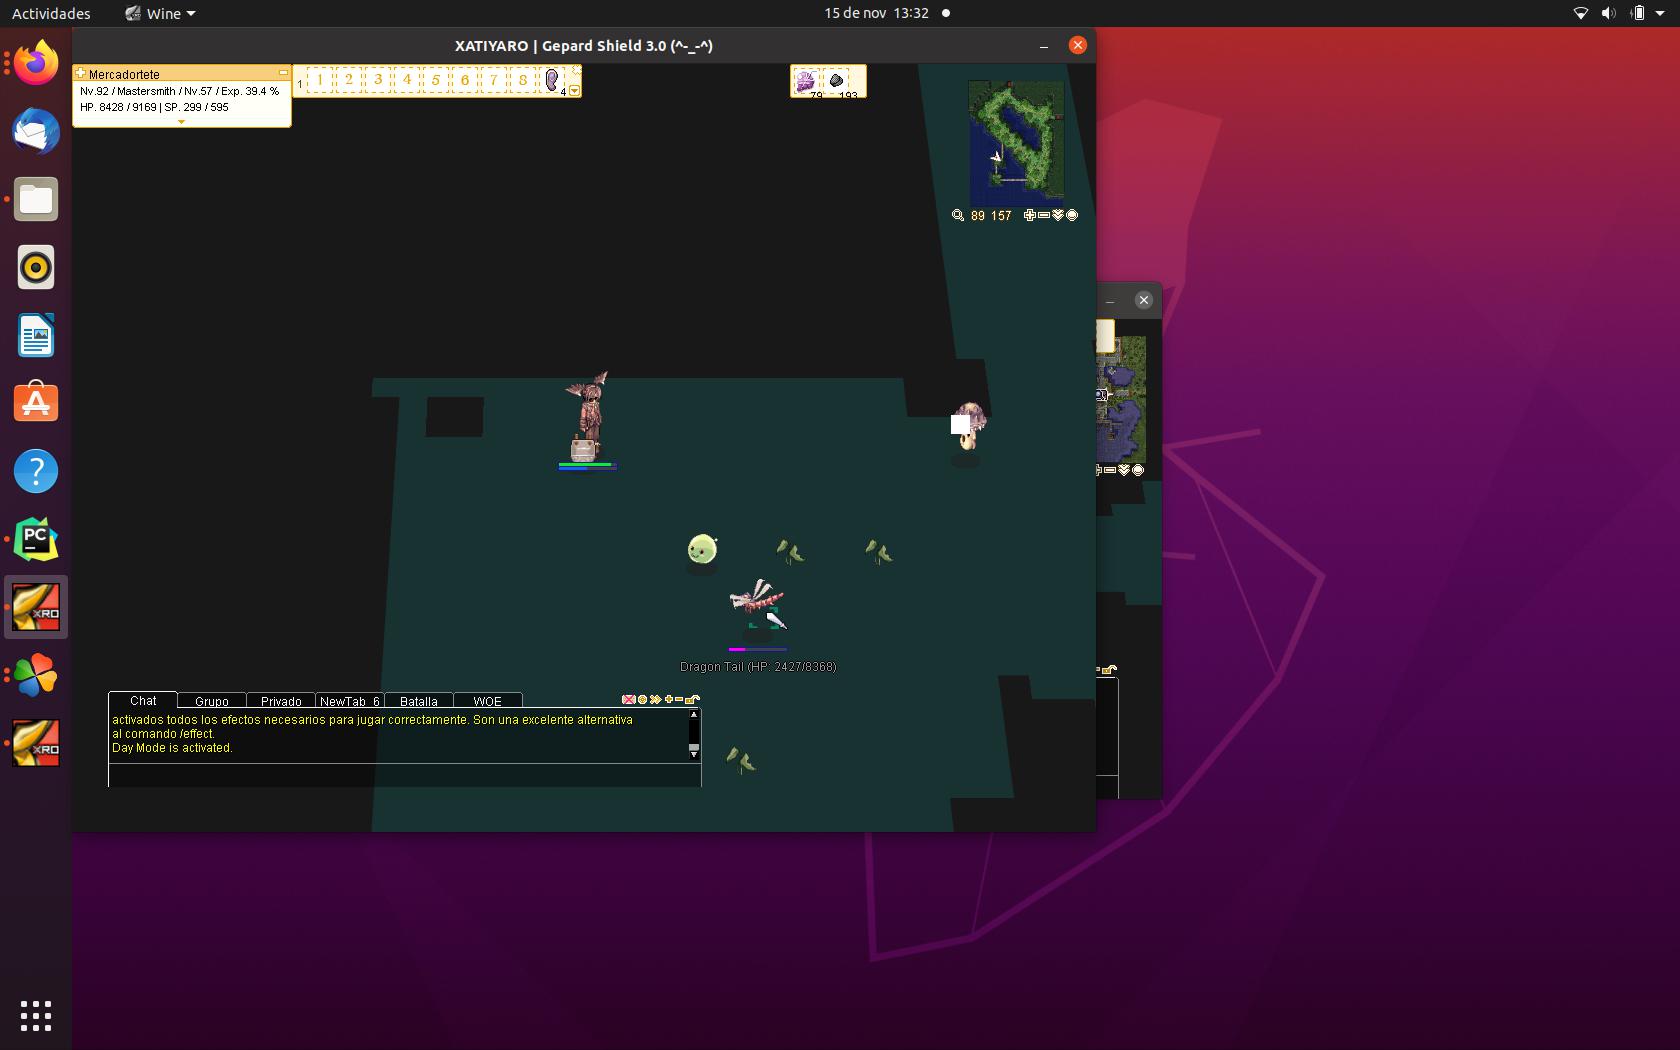 Actividades
Wine
15 de nov 13:32
XATIYARO | Gepard Shield 3.0 (^-_-^)
Mercadortete
Nv.92 / Mastersmith / Nv.57 / Exp. 39.4 %
HP. 8428 / 9169 | SP. 299 / 595
1 1 2 3 4 5 6 7 8 4
79 193
89 157
PC
XRO
XRO
Dragon Tail (HP: 2427/8368)
Chat Grupo Privado NewTab_6 Batalla WOE
activados todos los efectos necesarios para jugar correctamente. Son una excelente alternativa
al comando /effect.
Day Mode is activated.